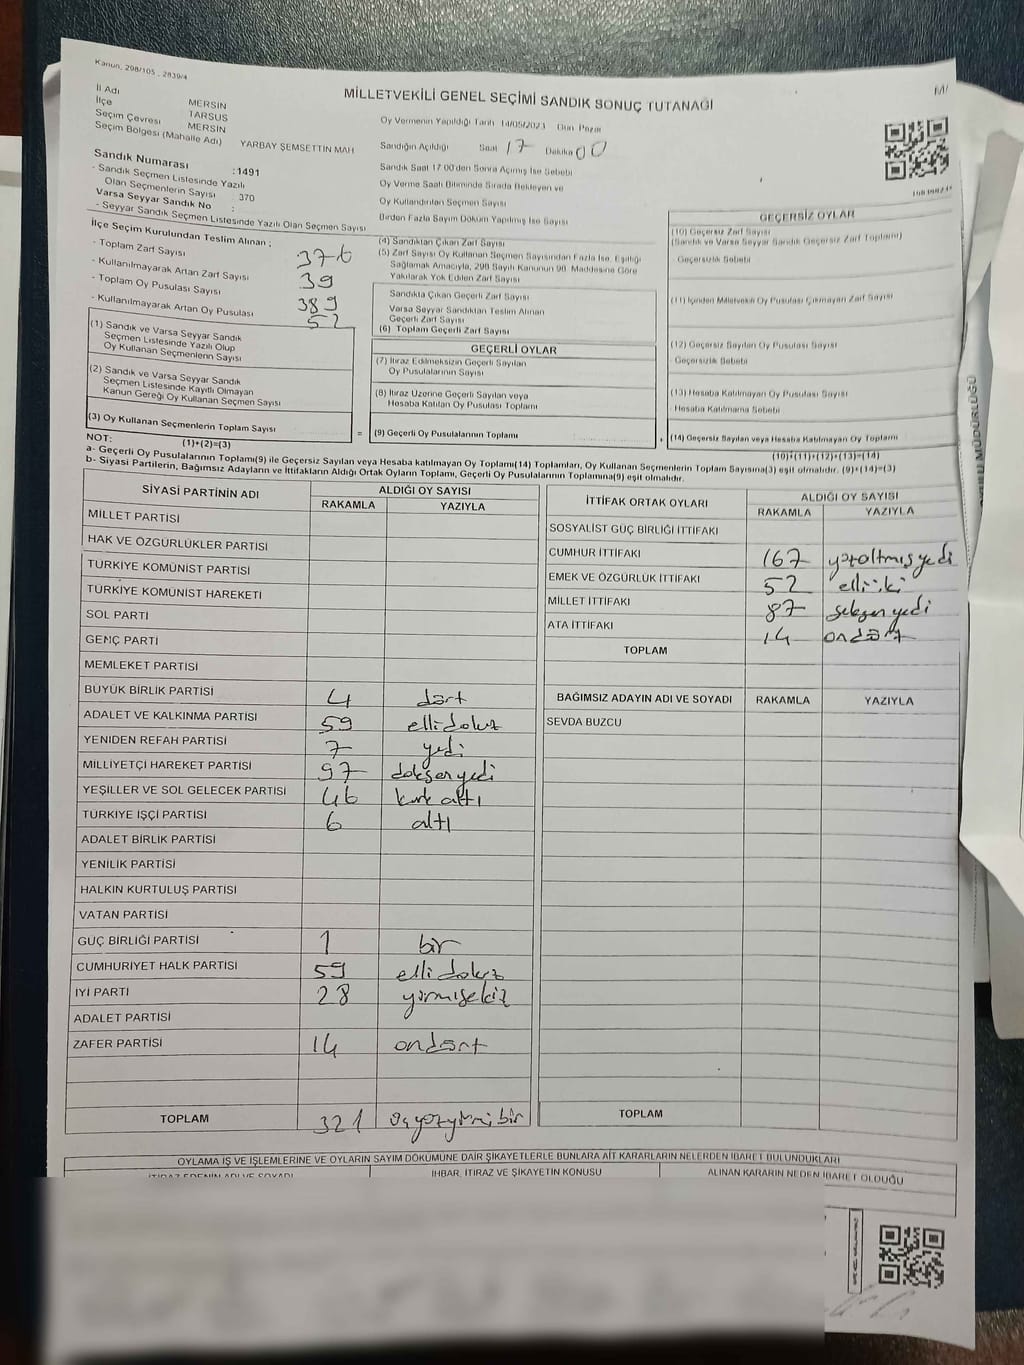 Kanun, 298/105 , 2839/4
MİLLETVEKİLİ GENEL SEÇİMİ SANDIK SONUÇ TUTANAĞI
M/
İl Adı
İlçe MERSİN
Seçim Çevresi TARSUS
Seçim Bölgesi (Mahalle Adı) MERSİN
YARBAY ŞEMSETTİN MAH
Oy Vermenin Yapıldığı Tarih 14/05/2023 Gün Pazar
Sandığın Açıldığı Saat 17 Dakika 00
Sandık Numarası :1491
- Sandık Seçmen Listesinde Yazılı
Olan Seçmenlerin Sayısı : 370
Varsa Seyyar Sandık No :
- Seyyar Sandık Seçmen Listesinde Yazılı Olan Seçmen Sayısı
Sandık Saat 17:00'den Sonra Açımış İse Sebebi
Oy Verme Saati Bitiminde Sırada Bekleyen ve
Oy Kullandırılan Seçmen Sayısı
Birden Fazla Sayım Döküm Yapılmış İse Sayısı
İlçe Seçim Kurulundan Teslim Alınan ;
- Toplam Zarf Sayısı 376
- Kullanılmayarak Artan Zarf Sayısı 39
- Toplam Oy Pusulası Sayısı 389
- Kullanılmayarak Artan Oy Pusulası 52
(1) Sandık ve Varsa Seyyar Sandık
Seçmen Listesinde Yazılı Olup
Oy Kullanan Seçmenlerin Sayısı
(2) Sandık ve Varsa Seyyar Sandık
Seçmen Listesinde Kayıtlı Olmayan
Kanun Gereği Oy Kullanan Seçmen Sayısı
(3) Oy Kullanan Seçmenlerin Toplam Sayısı
(1)+(2)=(3)
(4) Sandıktan Çıkan Zarf Sayısı
(5) Zarf Sayısı Oy Kullanan Seçmen Sayısından Fazla İse, Eşitliği
Sağlamak Amacıyla, 298 Sayılı Kanunun 98. Maddesine Göre
Yakılarak Yok Edilen Zarf Sayısı
Sandıkta Çıkan Geçerli Zarf Sayısı
Varsa Seyyar Sandıktan Teslim Alınan
Geçerli Zarf Sayısı
(6) Toplam Geçerli Zarf Sayısı
GEÇERLİ OYLAR
(7) İtiraz Edilmeksizin Geçerli Sayılan
Oy Pusulalarının Sayısı
(8) İtiraz Üzerine Geçerli Sayılan veya
Hesaba Katılan Oy Pusulası Toplamı
= (9) Geçerli Oy Pusulalarının Toplamı
GEÇERSİZ OYLAR
(10) Geçersiz Zarf Sayısı
(Sandık ve Varsa Seyyar Sandık Geçersiz Zarf Toplamı)
- Geçersizlik Sebebi
(11) İçinden Milletvekili Oy Pusulası Çıkmayan Zarf Sayısı
(12) Geçersiz Sayılan Oy Pusulası Sayısı
- Geçersizlik Sebebi
(13) Hesaba Katılmayan Oy Pusulası Sayısı
- Hesaba Katılmama Sebebi
+ (14) Geçersiz Sayılan veya Hesaba Katılmayan Oy Toplamı
(10)+(11)+(12)+(13)=(14)
NOT:
a- Geçerli Oy Pusulalarının Toplamı(9) ile Geçersiz Sayılan veya Hesaba katılmayan Oy Toplamı(14) Toplamları, Oy Kullanan Seçmenlerin Toplam Sayısına(3) eşit olmalıdır. (9)+(14)=(3)
b- Siyasi Partilerin, Bağımsız Adayların ve İttifakların Aldığı Ortak Oyların Toplamı, Geçerli Oy Pusulalarının Toplamına(9) eşit olmalıdır.
SİYASİ PARTİNİN ADI ALDIĞI OY SAYISI
RAKAMLA YAZIYLA
MİLLET PARTİSİ
HAK VE ÖZGÜRLÜKLER PARTİSİ
TÜRKİYE KOMÜNİST PARTİSİ
TÜRKİYE KOMÜNİST HAREKETİ
SOL PARTİ
GENÇ PARTİ
MEMLEKET PARTİSİ
BÜYÜK BİRLİK PARTİSİ 4 dört
ADALET VE KALKINMA PARTİSİ 59 elli dokuz
YENİDEN REFAH PARTİSİ 7 yedi
MİLLİYETÇİ HAREKET PARTİSİ 97 doksan yedi
YEŞİLLER VE SOL GELECEK PARTİSİ 46 kırk altı
TÜRKİYE İŞÇİ PARTİSİ 6 altı
ADALET BİRLİK PARTİSİ
YENİLİK PARTİSİ
HALKIN KURTULUŞ PARTİSİ
VATAN PARTİSİ
GÜÇ BİRLİĞİ PARTİSİ 1 bir
CUMHURİYET HALK PARTİSİ 59 elli dokuz
İYİ PARTİ 28 yirmisekiz
ADALET PARTİSİ
ZAFER PARTİSİ 14 ondört
TOPLAM 321 üçyüzyirmi bir
İTTİFAK ORTAK OYLARI ALDIĞI OY SAYISI
RAKAMLA YAZIYLA
SOSYALİST GÜÇ BİRLİĞİ İTTİFAKI
CUMHUR İTTİFAKI 167 yüzaltmışyedi
EMEK VE ÖZGÜRLÜK İTTİFAKI 52 elli iki
MİLLET İTTİFAKI 87 seksen yedi
ATA İTTİFAKI 14 ondört
TOPLAM
BAĞIMSIZ ADAYIN ADI VE SOYADI RAKAMLA YAZIYLA
SEVDA BUZCU
TOPLAM
OYLAMA İŞ VE İŞLEMLERİNE VE OYLARIN SAYIM DÖKÜMÜNE DAİR ŞİKAYETLERLE BUNLARA AİT KARARLARIN NELERDEN İBARET BULUNDUKLARI
İTİRAZ EDENİN ADI VE SOYADI İHBAR, İTİRAZ VE ŞİKAYETİN KONUSU ALINAN KARARIN NEDEN İBARET OLDUĞU